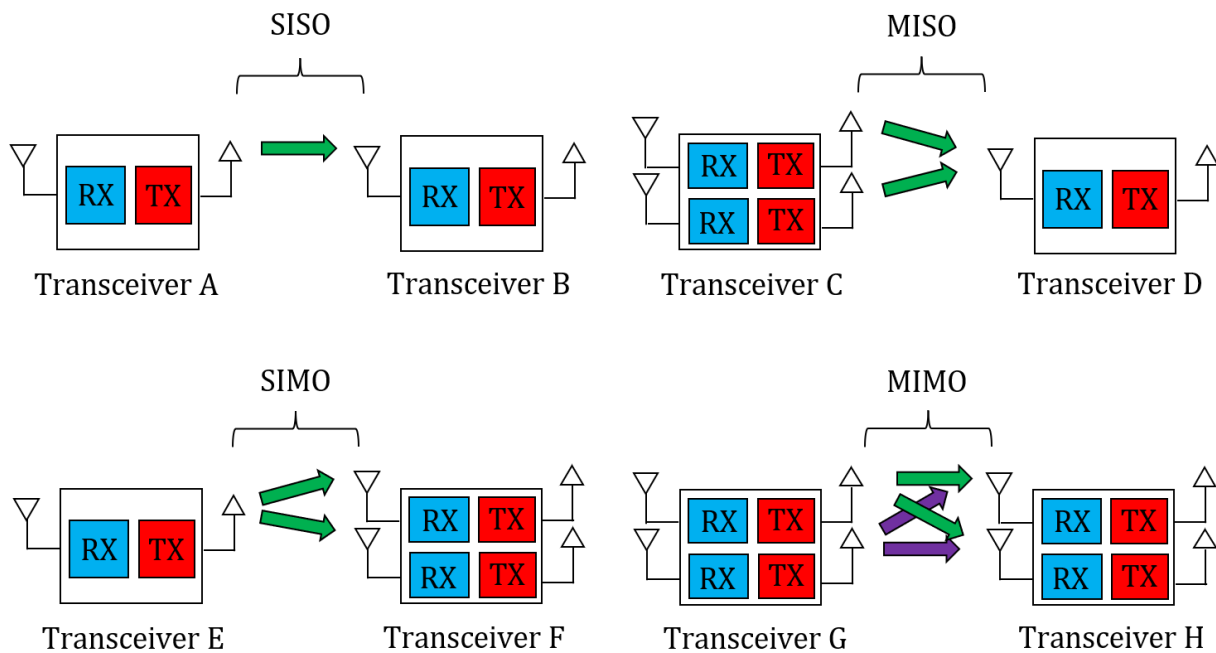 SISO
MISO
RX TX
RX TX
RX TX
RX TX
RX TX
Transceiver A
Transceiver B
Transceiver C
Transceiver D
SIMO
MIMO
RX TX
RX TX
RX TX
RX TX
RX TX
RX TX
RX TX
Transceiver E
Transceiver F
Transceiver G
Transceiver H